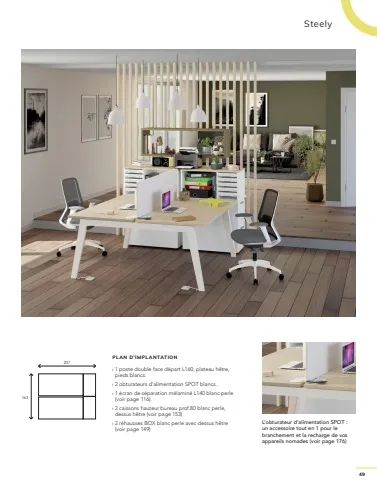 Steely
PLAN D'IMPLANTATION
› 1 poste double face départ L160, plateau hêtre,
pieds blancs.
› 2 obturateurs d'alimentation SPOT blancs.
› 1 écran de séparation mélaminé L140 blanc perle
(voir page 116).
› 2 caissons hauteur bureau prof.80 blanc perle,
dessus hêtre (voir page 153)
› 2 réhausses BOX blanc perle avec dessus hêtre
(voir page 149)
L'obturateur d'alimentation SPOT :
un accessoire tout en 1 pour le
branchement et la recharge de vos
appareils nomades (voir page 176)
49